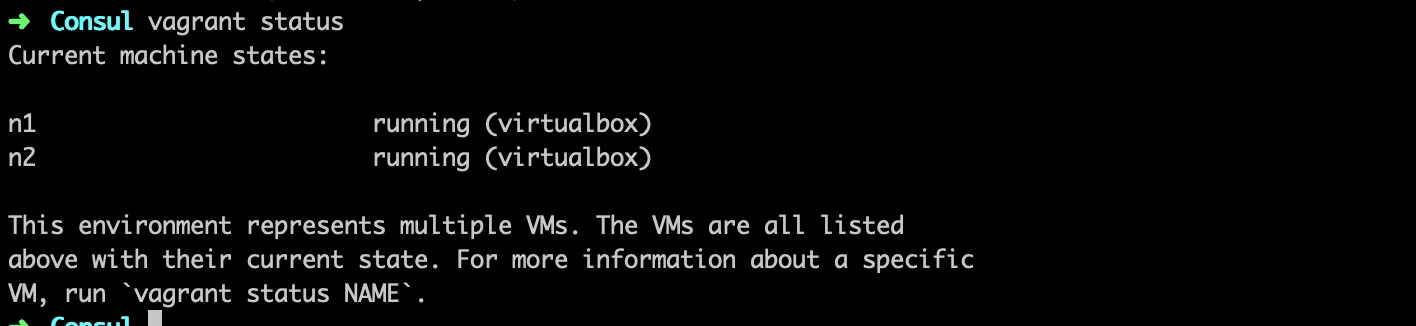 ➜ Consul vagrant status
Current machine states:
n1 running (virtualbox)
n2 running (virtualbox)
This environment represents multiple VMs. The VMs are all listed
above with their current state. For more information about a specific
VM, run `vagrant status NAME`.
➜ Consul